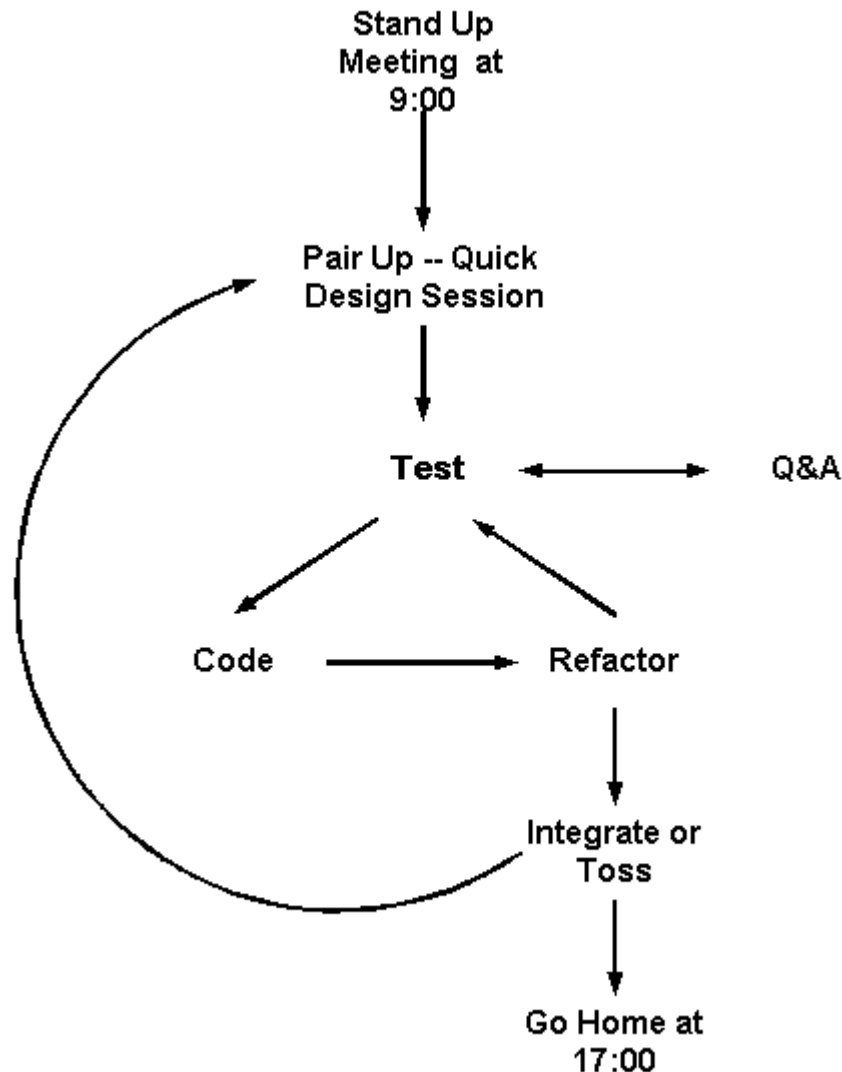 Stand Up
Meeting at
9:00
Pair Up -- Quick
Design Session
Test
Q&A
Code
Refactor
Integrate or
Toss
Go Home at
17:00